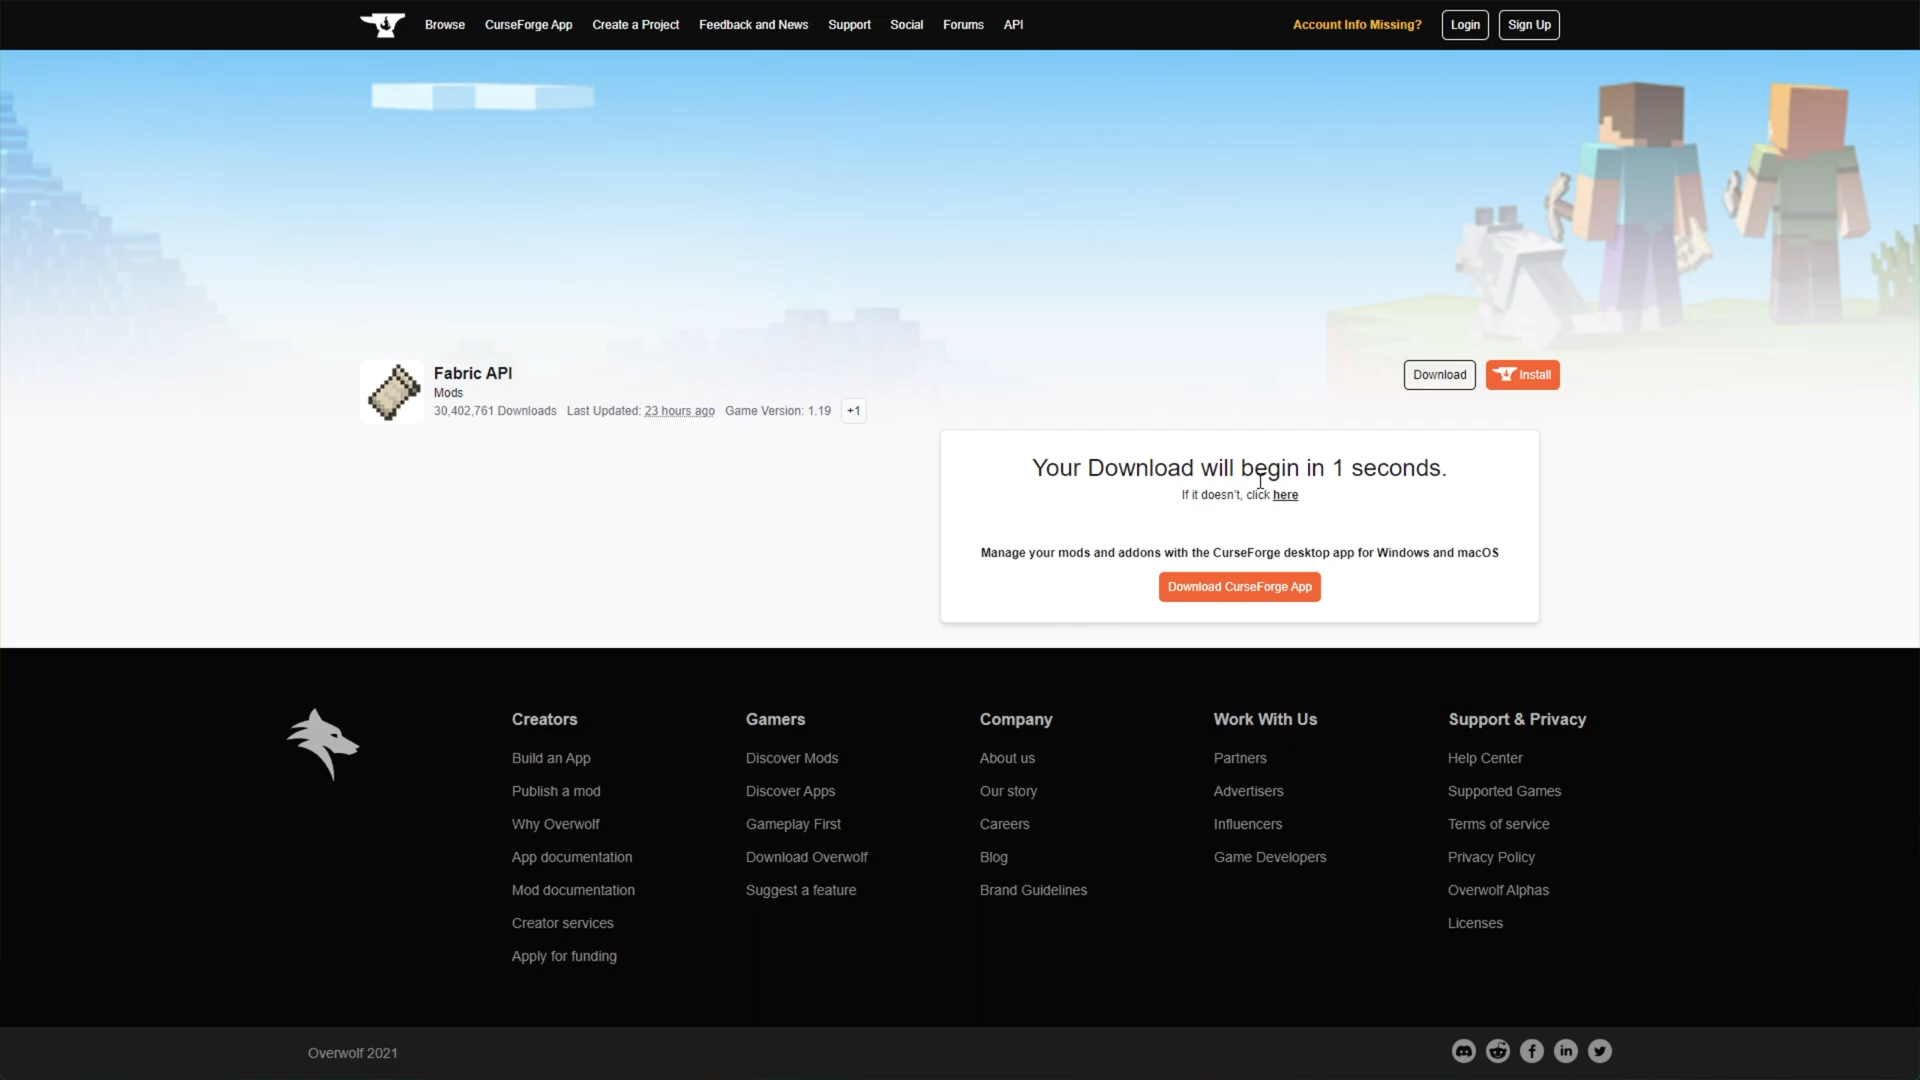 Browse
CurseForge App
Create a Project
Feedback and News
Support
Social
Forums
API
Account Info Missing?
Login
Sign Up
Fabric API
Mods
30,402,761 Downloads Last Updated: 23 hours ago Game Version: 1.19 +1
Download
Install
Your Download will begin in 1 seconds.
If it doesn't, click here
Manage your mods and addons with the CurseForge desktop app for Windows and macOS
Download CurseForge App
Creators
Build an App
Publish a mod
Why Overwolf
App documentation
Mod documentation
Creator services
Apply for funding
Gamers
Discover Mods
Discover Apps
Gameplay First
Download Overwolf
Suggest a feature
Company
About us
Our story
Careers
Blog
Brand Guidelines
Work With Us
Partners
Advertisers
Influencers
Game Developers
Support & Privacy
Help Center
Supported Games
Terms of service
Privacy Policy
Overwolf Alphas
Licenses
Overwolf 2021